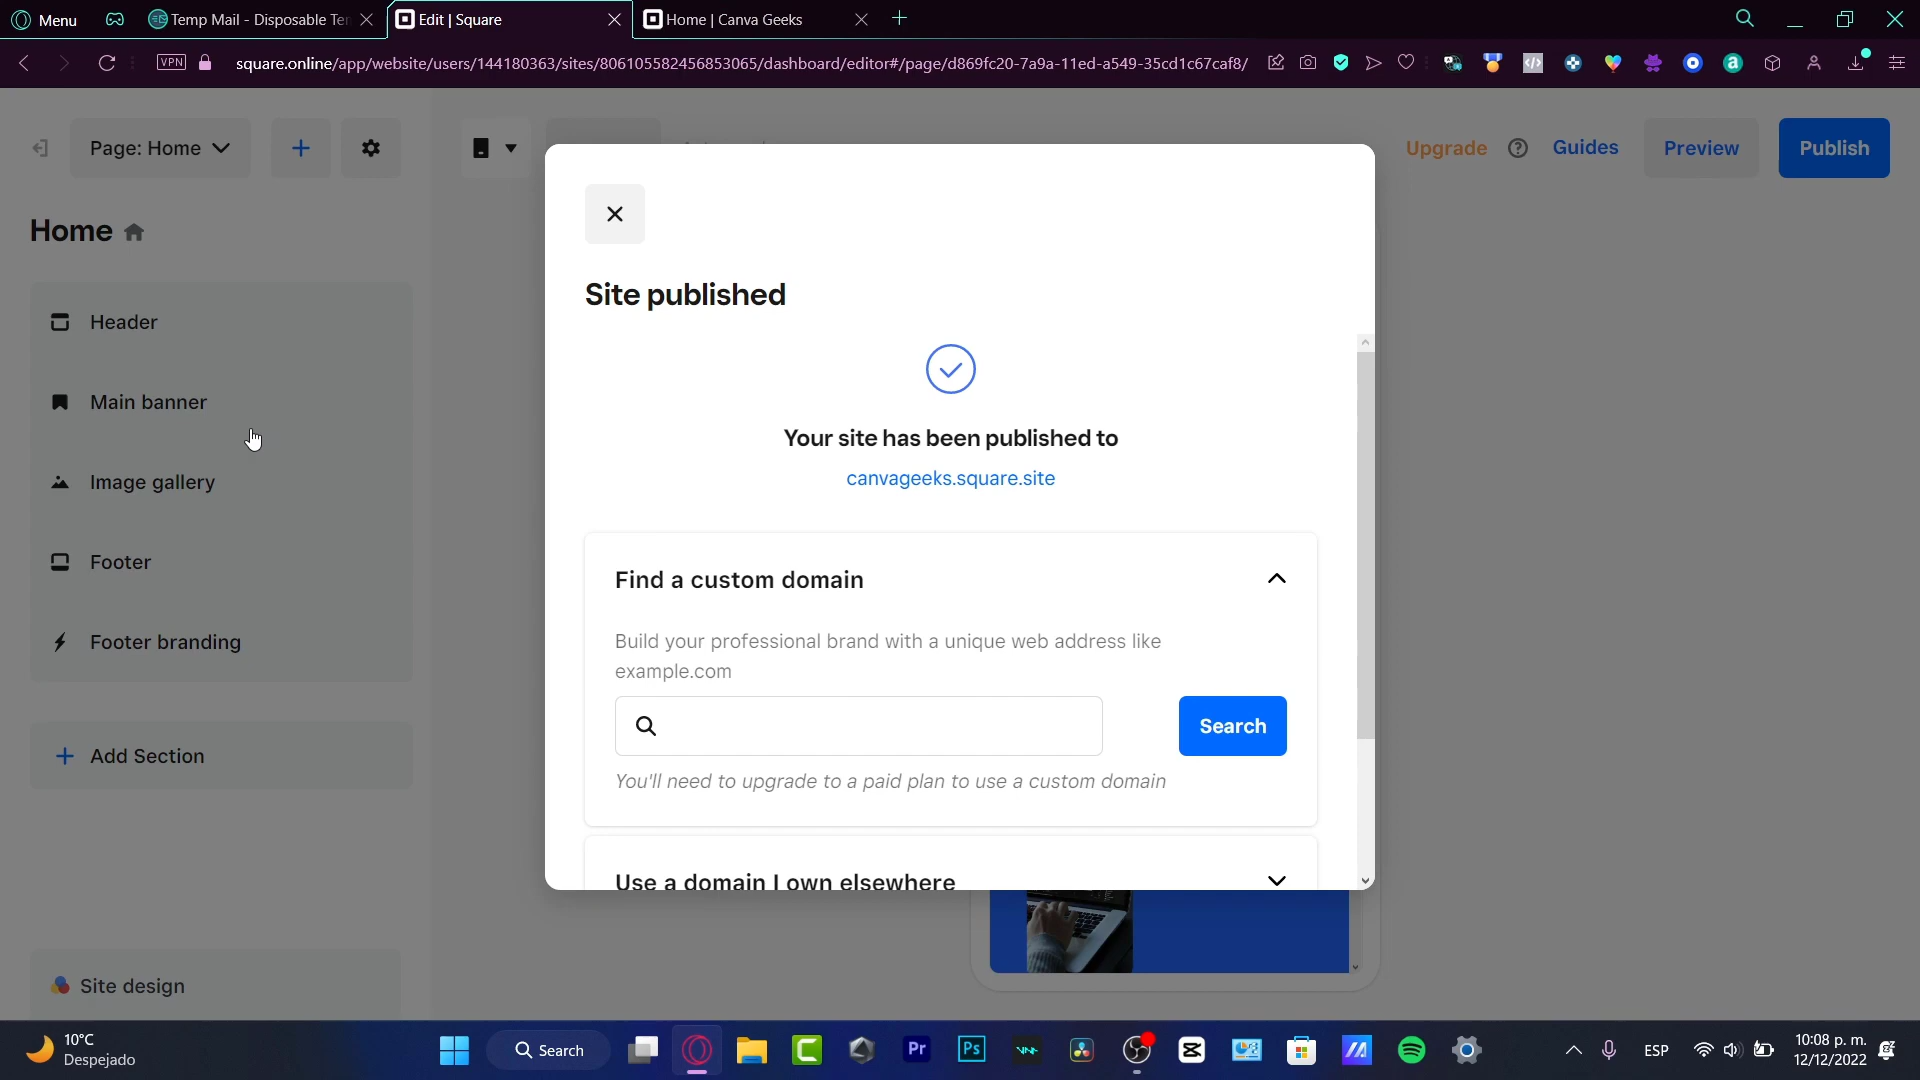 Menu
Temp Mail - Disposable Te
Edit | Square
Home | Canva Geeks
VPN
square.online/app/website/users/144180363/sites/806105582456853065/dashboard/editor#/page/d869fc20-7a9a-11ed-a549-35cd1c67caf8/
Page: Home
Upgrade
Guides
Preview
Publish
Home
Header
Main banner
Image gallery
Footer
Footer branding
Add Section
Site design
Site published
Your site has been published to
canvageeks.square.site
Find a custom domain
Build your professional brand with a unique web address like
example.com
Search
You'll need to upgrade to a paid plan to use a custom domain
Use a domain I own elsewhere
10°C
Despejado
Search
Pr
Ps
ESP
10:08 p. m.
12/12/2022